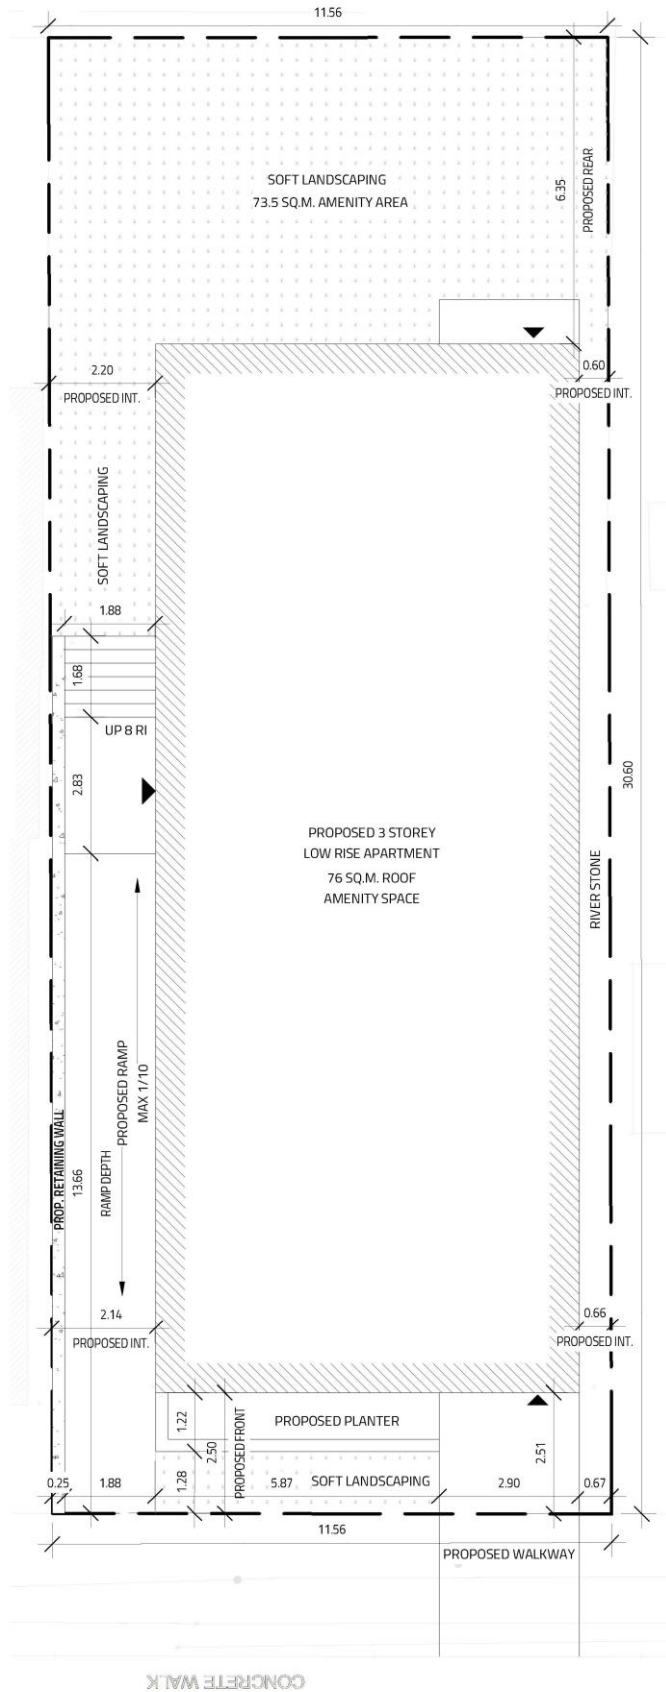 11.56
SOFT LANDSCAPING
73.5 SQ.M. AMENITY AREA
6.35
PROPOSED REAR
2.20
PROPOSED INT.
0.60
PROPOSED INT.
SOFT LANDSCAPING
1.88
1.68
UP 8 RI
2.83
30.60
PROPOSED 3 STOREY
LOW RISE APARTMENT
76 SQ.M. ROOF
AMENITY SPACE
RIVER STONE
PROPOSED RAMP
MAX 1/10
PROP. RETAINING WALL
13.66
RAMP DEPTH
2.14
PROPOSED INT.
0.66
PROPOSED INT.
1.22
2.50
PROPOSED FRONT
PROPOSED PLANTER
2.51
0.25
1.88
1.28
5.87
SOFT LANDSCAPING
2.90
0.67
11.56
PROPOSED WALKWAY
CONCRETE WALK